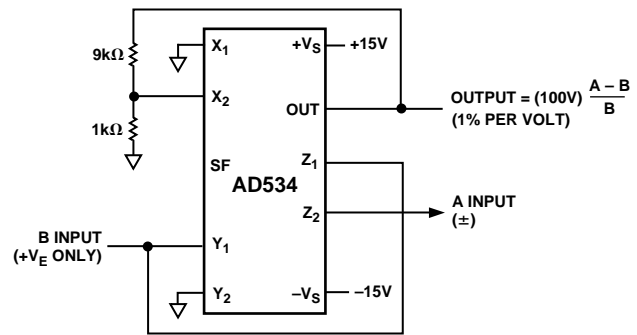 9kΩ
1kΩ
X1
X2
SF
AD534
Y1
Y2
+VS
+15V
OUT
Z1
Z2
–VS
–15V
OUTPUT = (100V) A – B
B
(1% PER VOLT)
A INPUT
(±)
B INPUT
(+VE ONLY)